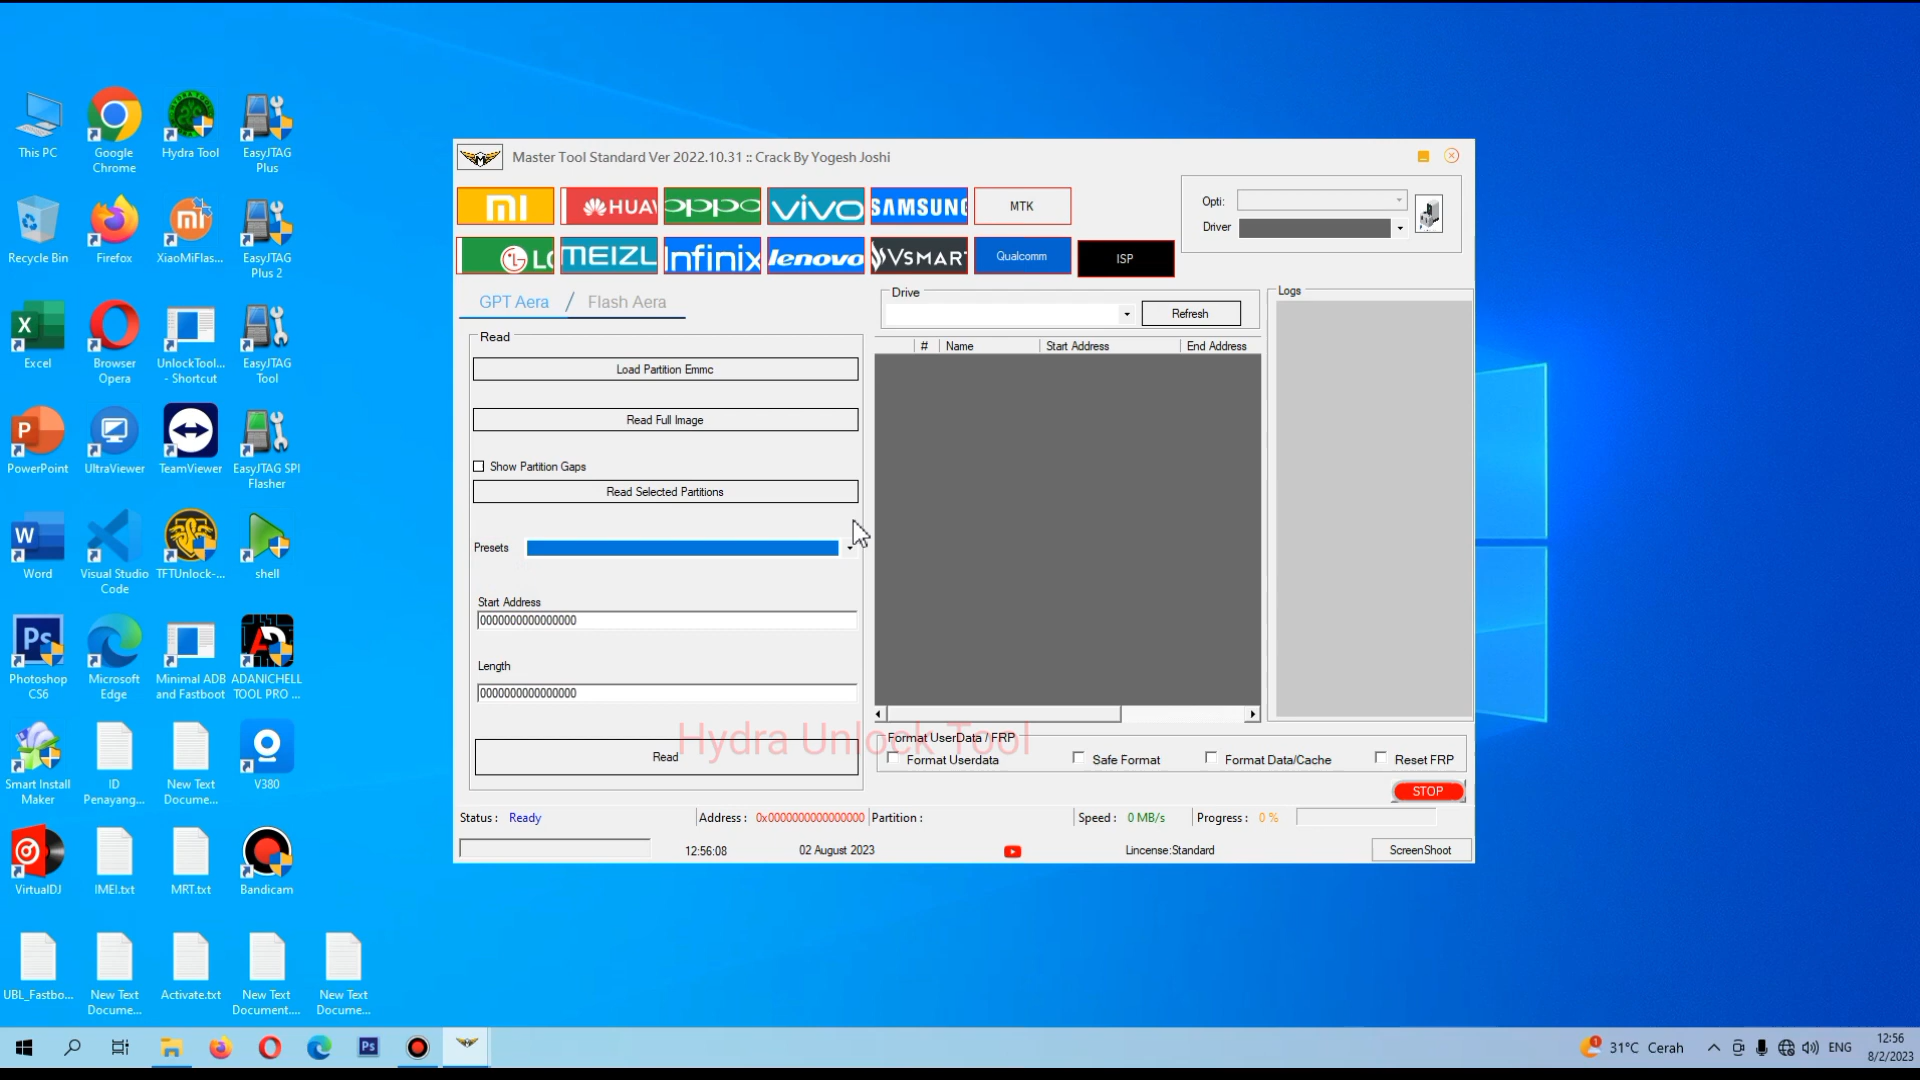 This PC
Google
Chrome
Hydra Tool
EasyJTAG
Plus
Recycle Bin
Firefox
XiaoMiFlas...
EasyJTAG
Plus 2
Excel
Browser
Opera
UnlockTool...
- Shortcut
EasyJTAG
Tool
PowerPoint
UltraViewer
TeamViewer
EasyJTAG SPI
Flasher
Word
Visual Studio
Code
TFTUnlock-...
shell
Photoshop
CS6
Microsoft
Edge
Minimal ADB
and Fastboot
ADANICHELL
TOOL PRO ...
Smart Install
Maker
ID
Penayang...
New Text
Docume...
V380
VirtualDJ
IMEI.txt
MRT.txt
Bandicam
UBL_Fastbo...
New Text
Docume...
Activate.txt
New Text
Document....
New Text
Docume...
Master Tool Standard Ver 2022.10.31 :: Crack By Yogesh Joshi
mi
HUA
oppo
vivo
SAMSUNG
MTK
LG
MEIZU
Infinix
lenovo
VSMAR
Qualcomm
ISP
Opti:
Driver
GPT Aera / Flash Aera
Read
Load Partition Emmc
Read Full Image
Show Partition Gaps
Read Selected Partitions
Presets
Start Address
0000000000000000
Length
0000000000000000
Read
Drive
Refresh
# Name Start Address End Address
Logs
Hydra Unlock Tool
Format UserData / FRP
Format Userdata Safe Format Format Data/Cache Reset FRP
STOP
Status : Ready Address : 0x0000000000000000 Partition : Speed : 0 MB/s Progress : 0 %
12:56:08 02 August 2023 Lincense:Standard ScreenShoot
31°C Cerah
ENG
12:56
8/2/2023